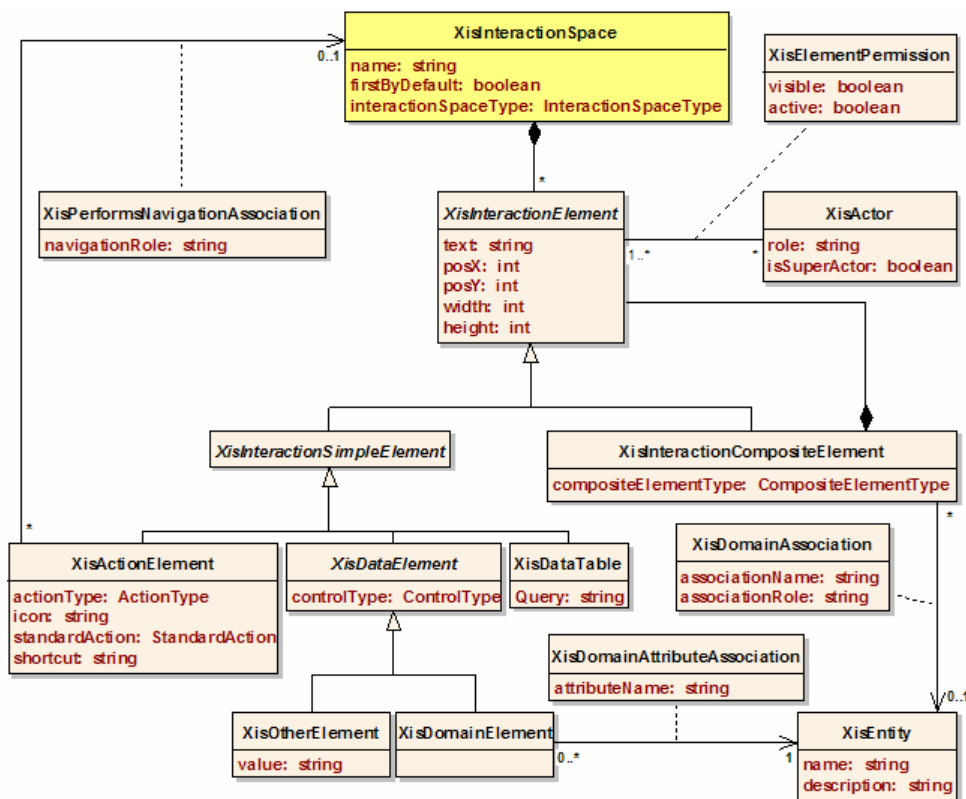 XisInteractionSpace
name: string
firstByDefault: boolean
interactionSpaceType: InteractionSpaceType
0..1
XisElementPermission
visible: boolean
active: boolean
*
XisPerformsNavigationAssociation
navigationRole: string
XisInteractionElement
text: string
posX: int
posY: int
width: int
height: int
1..*
*
XisActor
role: string
isSuperActor: boolean
XisInteractionSimpleElement
XisInteractionCompositeElement
compositeElementType: CompositeElementType
*
*
XisActionElement
actionType: ActionType
icon: string
standardAction: StandardAction
shortcut: string
XisDataElement
controlType: ControlType
XisDataTable
Query: string
XisDomainAssociation
associationName: string
associationRole: string
XisDomainAttributeAssociation
attributeName: string
0..1
XisOtherElement
value: string
XisDomainElement
0..*
1
XisEntity
name: string
description: string